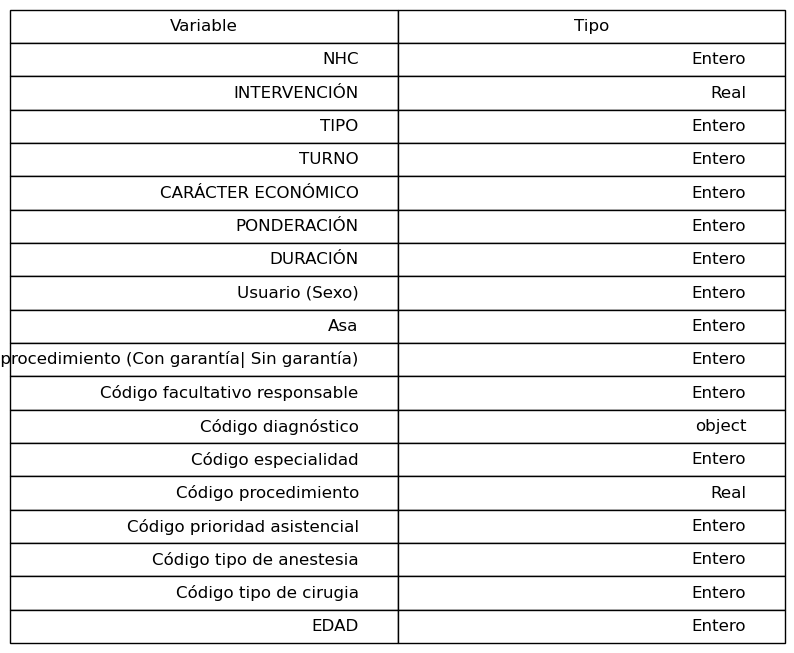 Variable Tipo
NHC Entero
INTERVENCIÓN Real
TIPO Entero
TURNO Entero
CARÁCTER ECONÓMICO Entero
PONDERACIÓN Entero
DURACIÓN Entero
Usuario (Sexo) Entero
Asa Entero
procedimiento (Con garantía| Sin garantía) Entero
Código facultativo responsable Entero
Código diagnóstico object
Código especialidad Entero
Código procedimiento Real
Código prioridad asistencial Entero
Código tipo de anestesia Entero
Código tipo de cirugia Entero
EDAD Entero